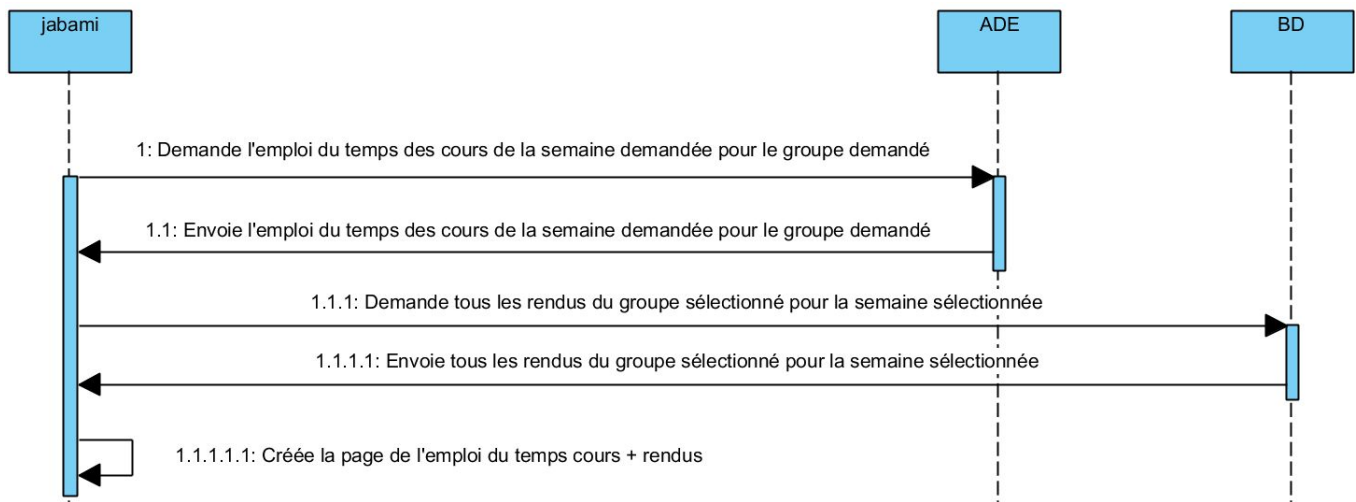 jabami
ADE
BD
1: Demande l'emploi du temps des cours de la semaine demandée pour le groupe demandé
1.1: Envoie l'emploi du temps des cours de la semaine demandée pour le groupe demandé
1.1.1: Demande tous les rendus du groupe sélectionné pour la semaine sélectionnée
1.1.1.1: Envoie tous les rendus du groupe sélectionné pour la semaine sélectionnée
1.1.1.1.1: Créée la page de l'emploi du temps cours + rendus